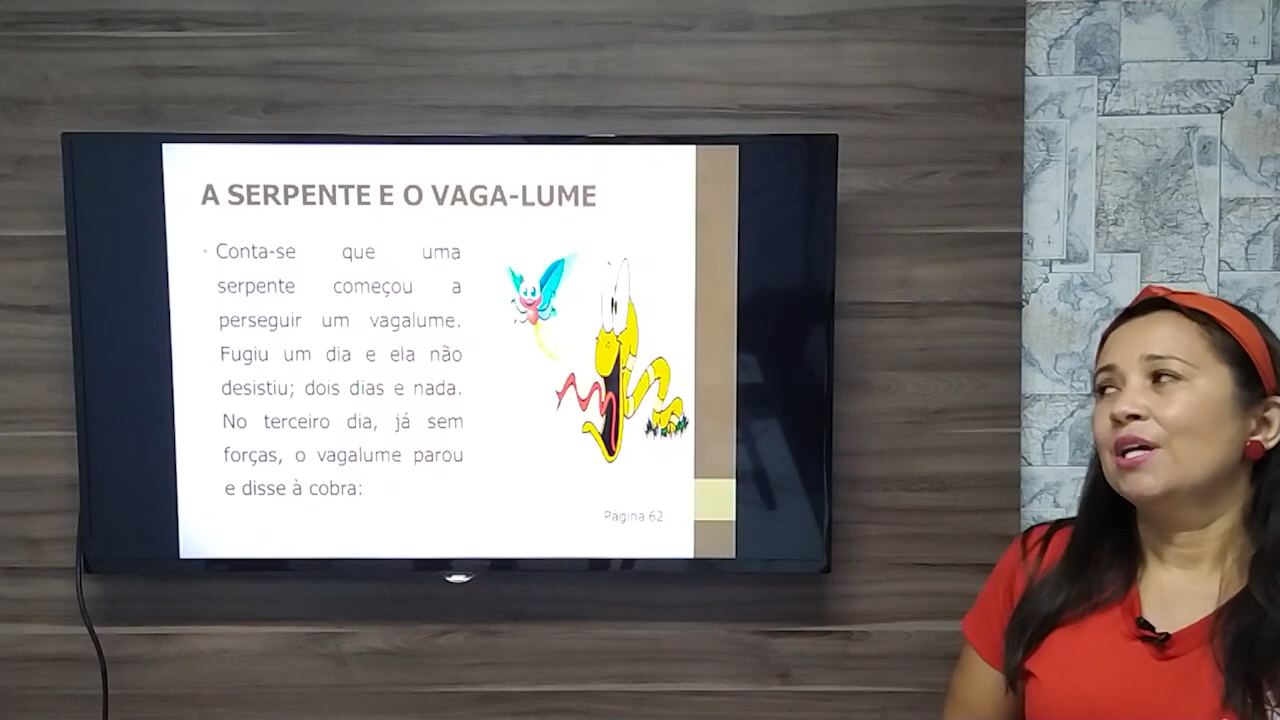 A SERPENTE E O VAGA-LUME
Conta-se que uma
serpente começou a
perseguir um vagalume.
Fugiu um dia e ela não
desistiu; dois dias e nada.
No terceiro dia, já sem
forças, o vagalume parou
e disse à cobra:
Página 62